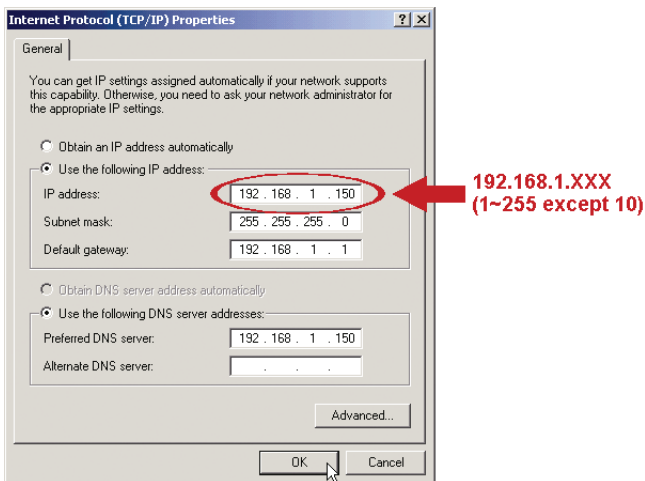 Internet Protocol (TCP/IP) Properties
General
You can get IP settings assigned automatically if your network supports
this capability. Otherwise, you need to ask your network administrator for
the appropriate IP settings.
Obtain an IP address automatically
Use the following IP address:
IP address: 192 . 168 . 1 . 150
192.168.1.XXX
(1~255 except 10)
Subnet mask: 255 . 255 . 255 . 0
Default gateway: 192 . 168 . 1 . 1
Obtain DNS server address automatically
Use the following DNS server addresses:
Preferred DNS server: 192 . 168 . 1 . 150
Alternate DNS server: . . .
Advanced...
OK Cancel